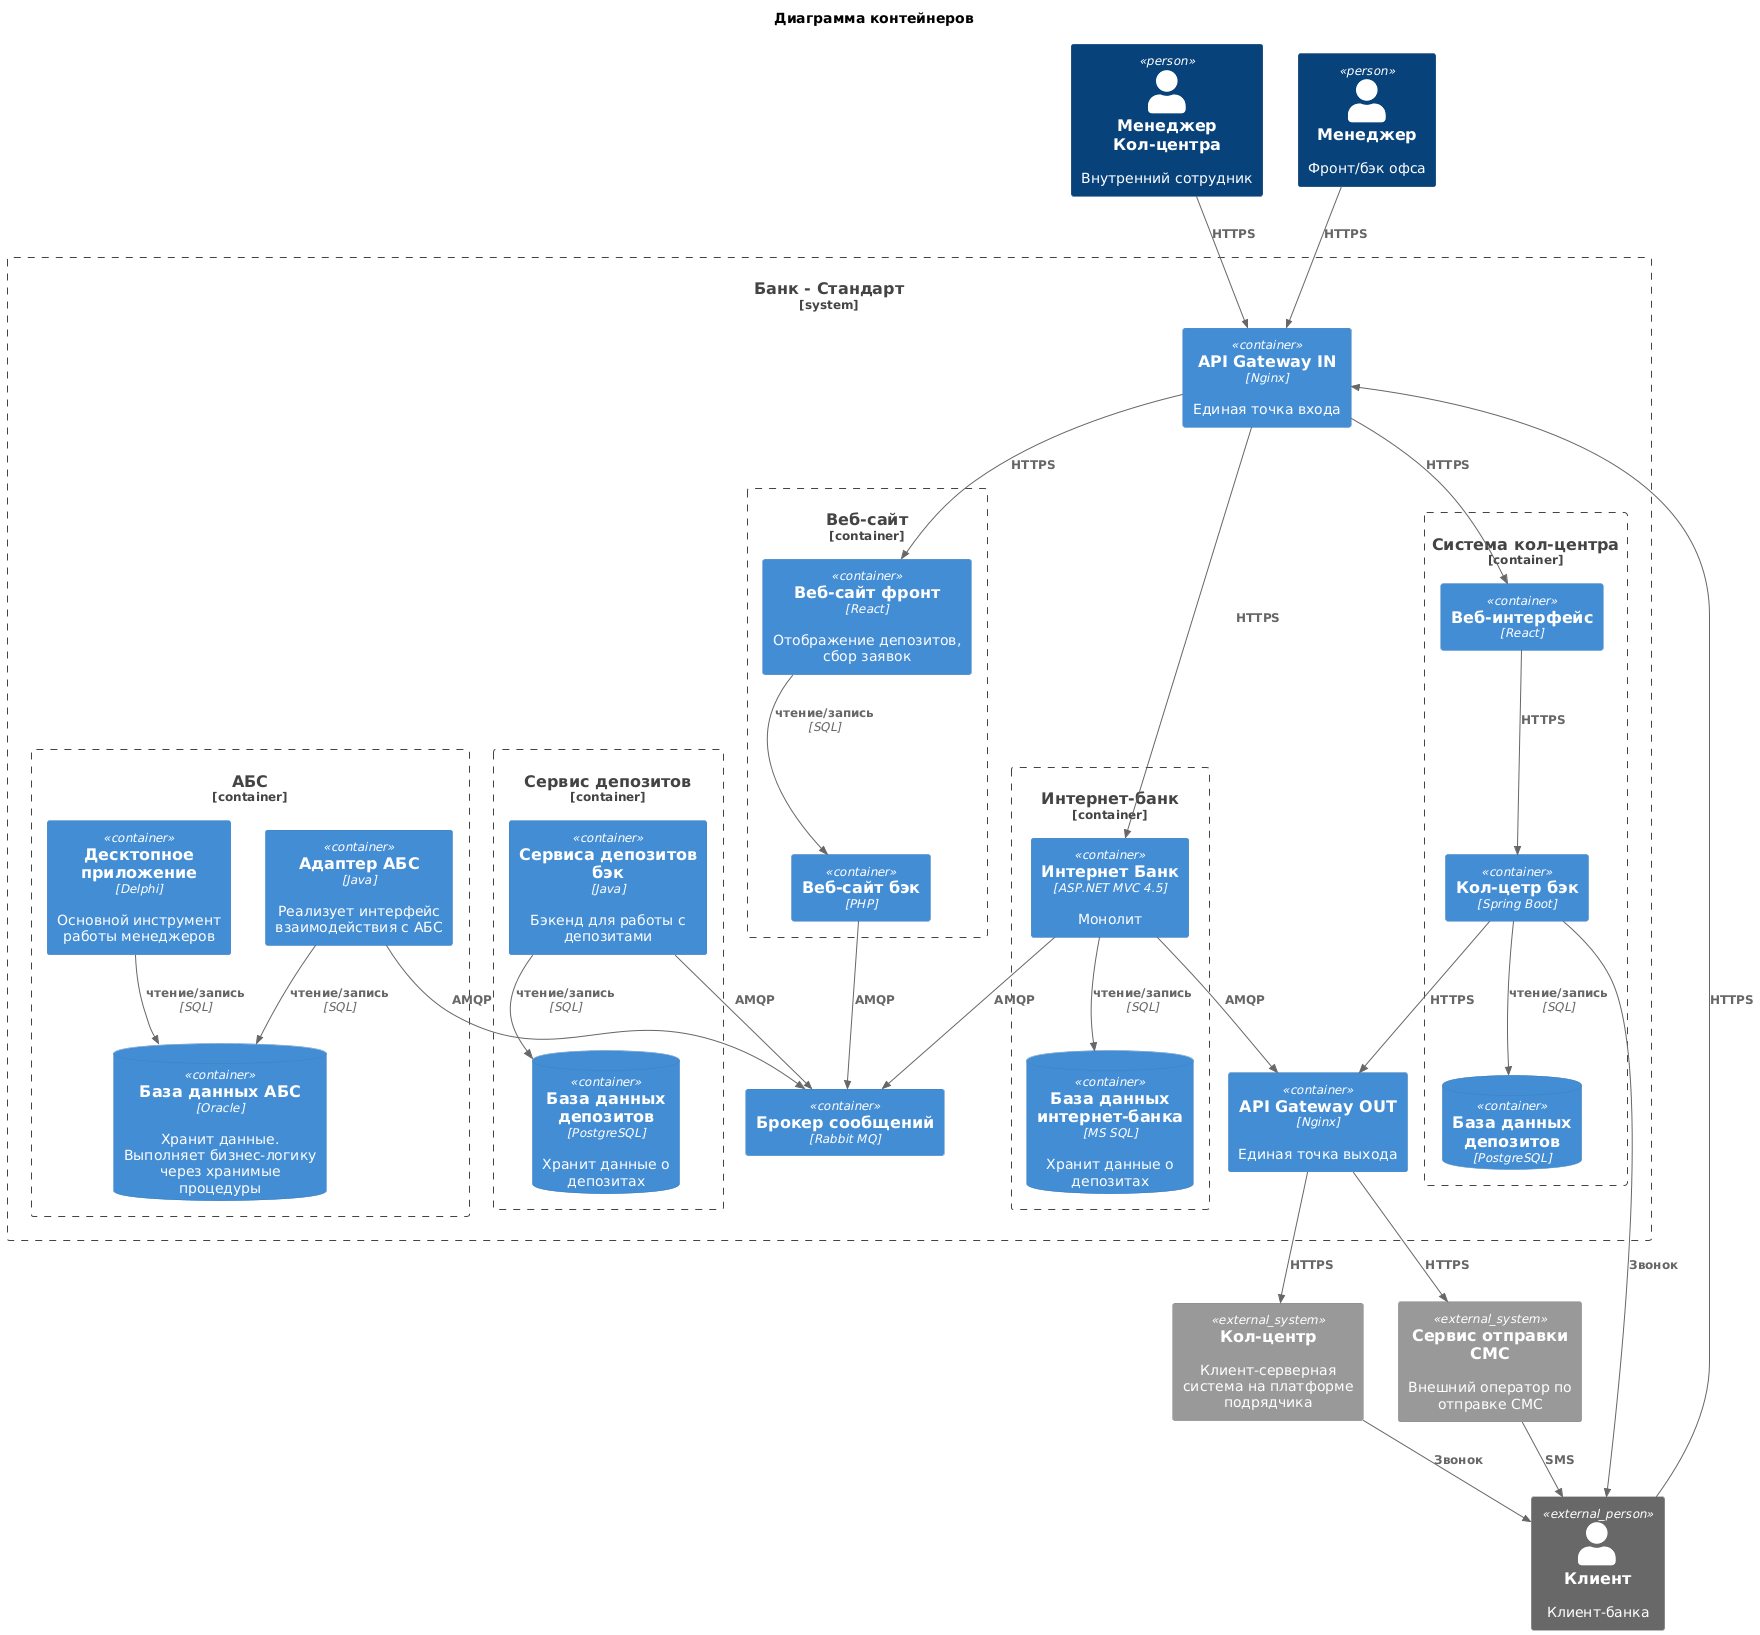 Диаграмма контейнеров
«person»
Менеджер
Кол-центра
Внутренний сотрудник
«person»
Менеджер
Фронт/бэк офса
HTTPS
HTTPS
Банк - Стандарт
[system]
«container»
API Gateway IN
[Nginx]
Единая точка входа
HTTPS
HTTPS
HTTPS
HTTPS
Веб-сайт
[container]
«container»
Веб-сайт фронт
[React]
Отображение депозитов,
сбор заявок
чтение/запись
[SQL]
«container»
Веб-сайт бэк
[PHP]
Система кол-центра
[container]
«container»
Веб-интерфейс
[React]
HTTPS
«container»
Кол-цетр бэк
[Spring Boot]
АБС
[container]
«container»
Десктопное
приложение
[Delphi]
Основной инструмент
работы менеджеров
«container»
Адаптер АБС
[Java]
Реализует интерфейс
взаимодействия с АБС
Сервис депозитов
[container]
«container»
Сервиса депозитов
бэк
[Java]
Бэкенд для работы с
депозитами
Интернет-банк
[container]
«container»
Интернет Банк
[ASP.NET MVC 4.5]
Монолит
чтение/запись
[SQL]
чтение/запись
[SQL]
AMQP
чтение/запись
[SQL]
AMQP
AMQP
AMQP
чтение/запись
[SQL]
AMQP
HTTPS
чтение/запись
[SQL]
«container»
База данных АБС
[Oracle]
Хранит данные.
Выполняет бизнес-логику
через хранимые
процедуры
«container»
База данных
депозитов
[PostgreSQL]
Хранит данные о
депозитах
«container»
Брокер сообщений
[Rabbit MQ]
«container»
База данных
интернет-банка
[MS SQL]
Хранит данные о
депозитах
«container»
API Gateway OUT
[Nginx]
Единая точка выхода
«container»
База данных
депозитов
[PostgreSQL]
HTTPS
HTTPS
Звонок
«external_system»
Кол-центр
Клиент-серверная
система на платформе
подрядчика
«external_system»
Сервис отправки
СМС
Внешний оператор по
отправке СМС
Звонок
SMS
«external_person»
Клиент
Клиент-банка